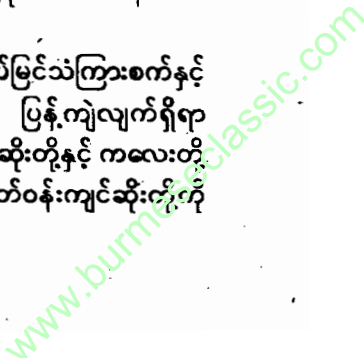 မြင်သံကြားစက်နှင့်
ပြန့်ကျဲလျက်ရှိရာ
ဆိုးတို့နှင့် ကလေးတို့
ဝန်းကျင်ဆိုးတို့ကို
www.burmeseclassic.com